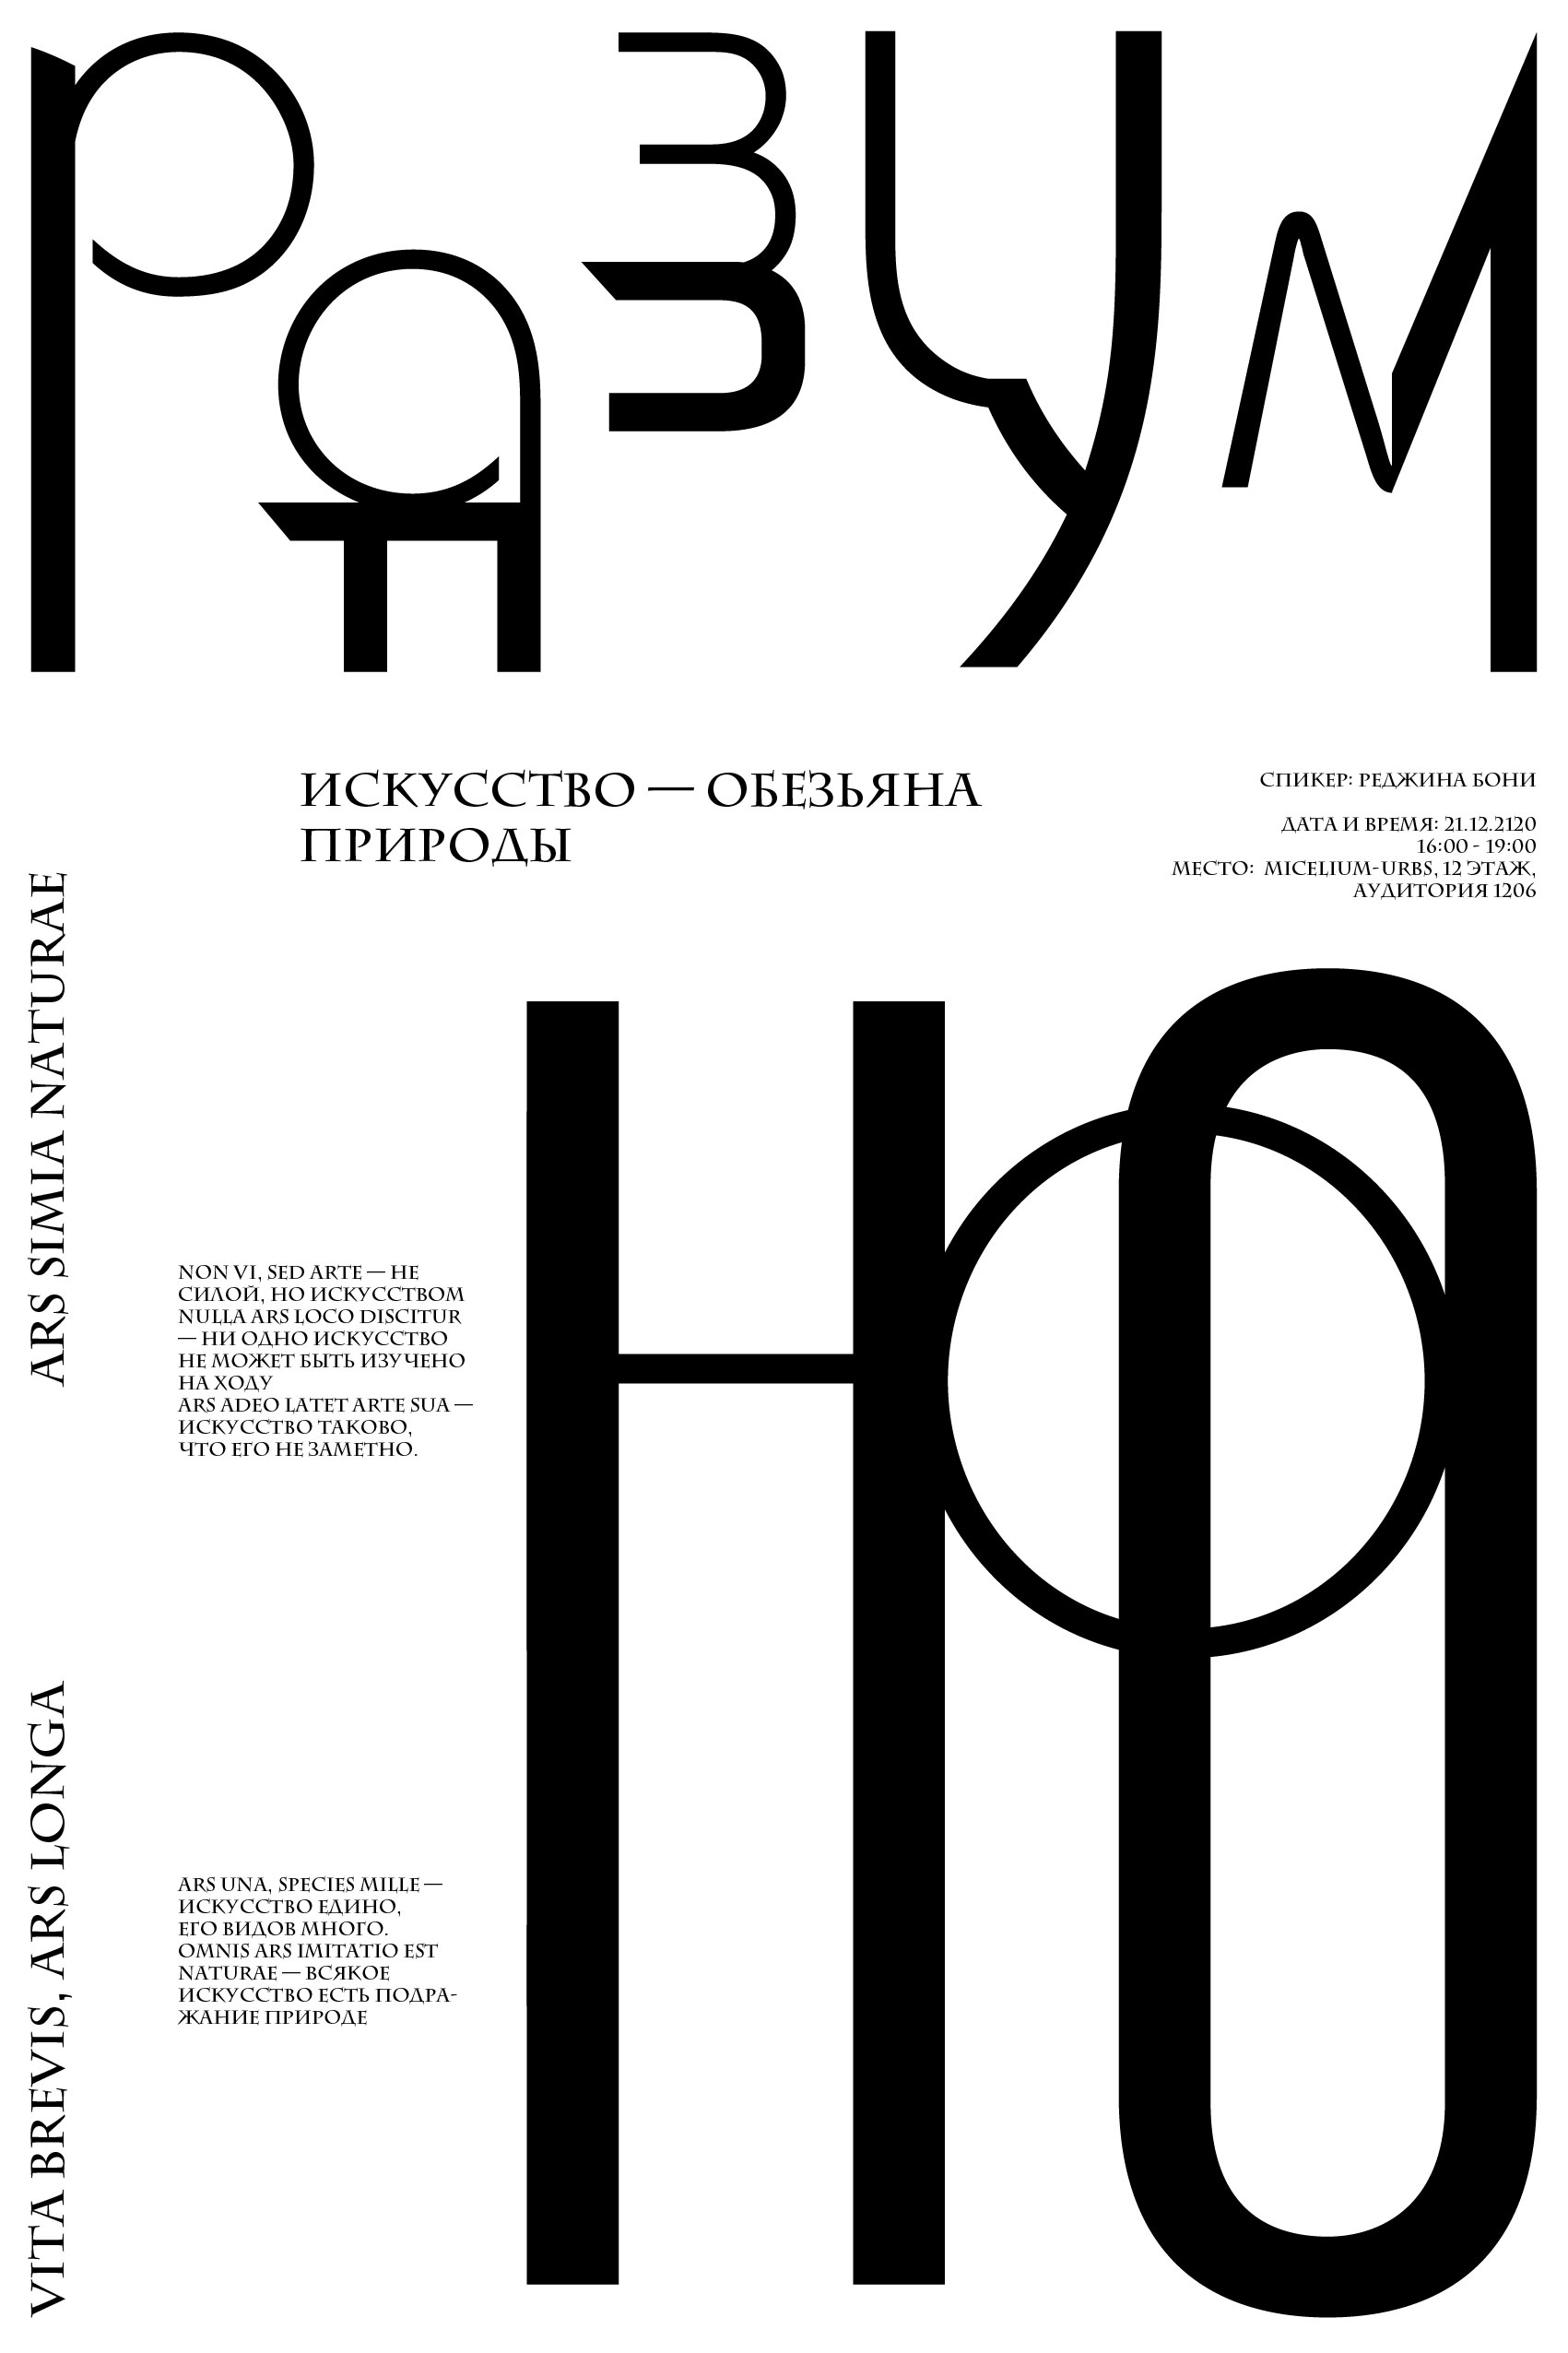 РАЗУМ
ИСКУССТВО — ОБЕЗЬЯНА
ПРИРОДЫ
СПИКЕР: РЕДЖИНА БОНИ
ДАТА И ВРЕМЯ: 21.12.2120
16:00 - 19:00
МЕСТО: MICELIUM-URBS, 12 ЭТАЖ,
АУДИТОРИЯ 1206
ARS SIMIA NATURAE
НО
NON VI, SED ARTE — НЕ
СИЛОЙ, НО ИСКУССТВОМ
NULLA ARS LOCO DISCITUR
— НИ ОДНО ИСКУССТВО
НЕ МОЖЕТ БЫТЬ ИЗУЧЕНО
НА ХОДУ
ARS ADEO LATET ARTE SUA —
ИСКУССТВО ТАКОВО,
ЧТО ЕГО НЕ ЗАМЕТНО.
VITA BREVIS, ARS LONGA
ARS UNA, SPECIES MILLE —
ИСКУССТВО ЕДИНО,
ЕГО ВИДОВ МНОГО.
OMNIS ARS IMITATIO EST
NATURAE — ВСЯКОЕ
ИСКУССТВО ЕСТЬ ПОДРА-
ЖАНИЕ ПРИРОДЕ